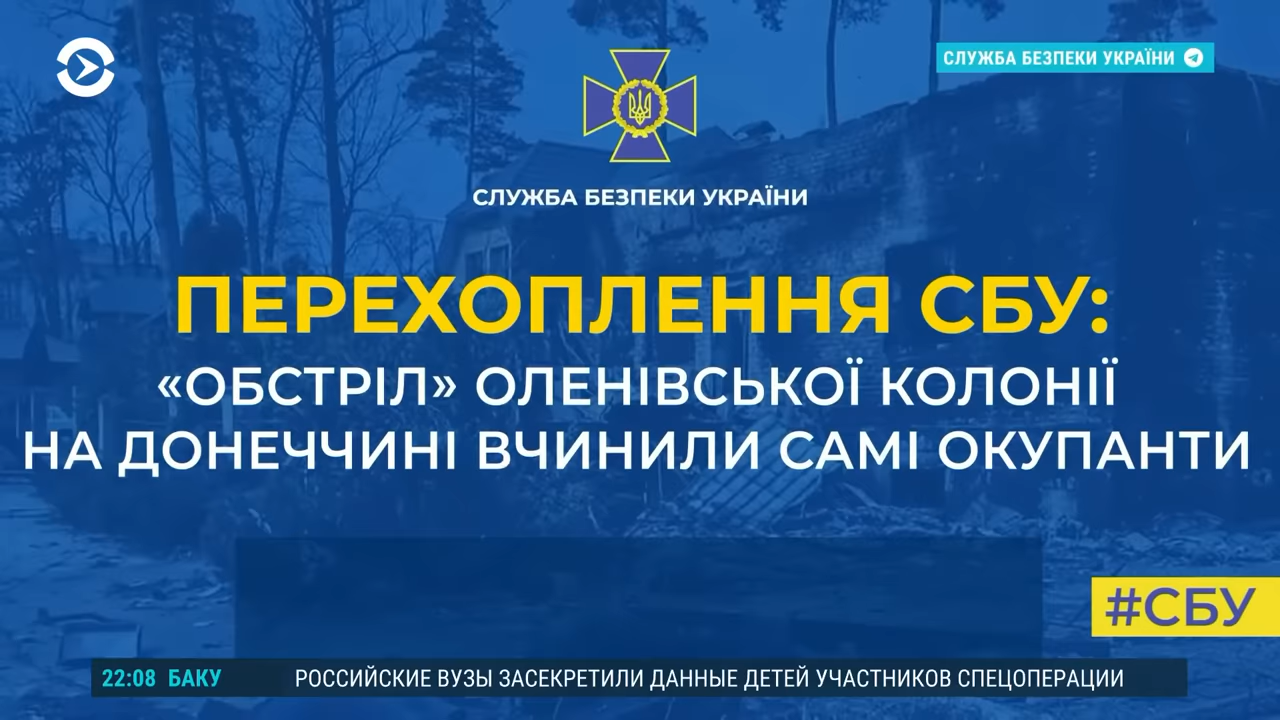 СЛУЖБА БЕЗПЕКИ УКРАЇНИ
СЛУЖБА БЕЗПЕКИ УКРАЇНИ
ПЕРЕХОПЛЕННЯ СБУ:
«ОБСТРІЛ» ОЛЕНІВСЬКОЇ КОЛОНІЇ
НА ДОНЕЧЧИНІ ВЧИНИЛИ САМІ ОКУПАНТИ
#СБУ
22:08 БАКУ РОССИЙСКИЕ ВУЗЫ ЗАСЕКРЕТИЛИ ДАННЫЕ ДЕТЕЙ УЧАСТНИКОВ СПЕЦОПЕРАЦИИ